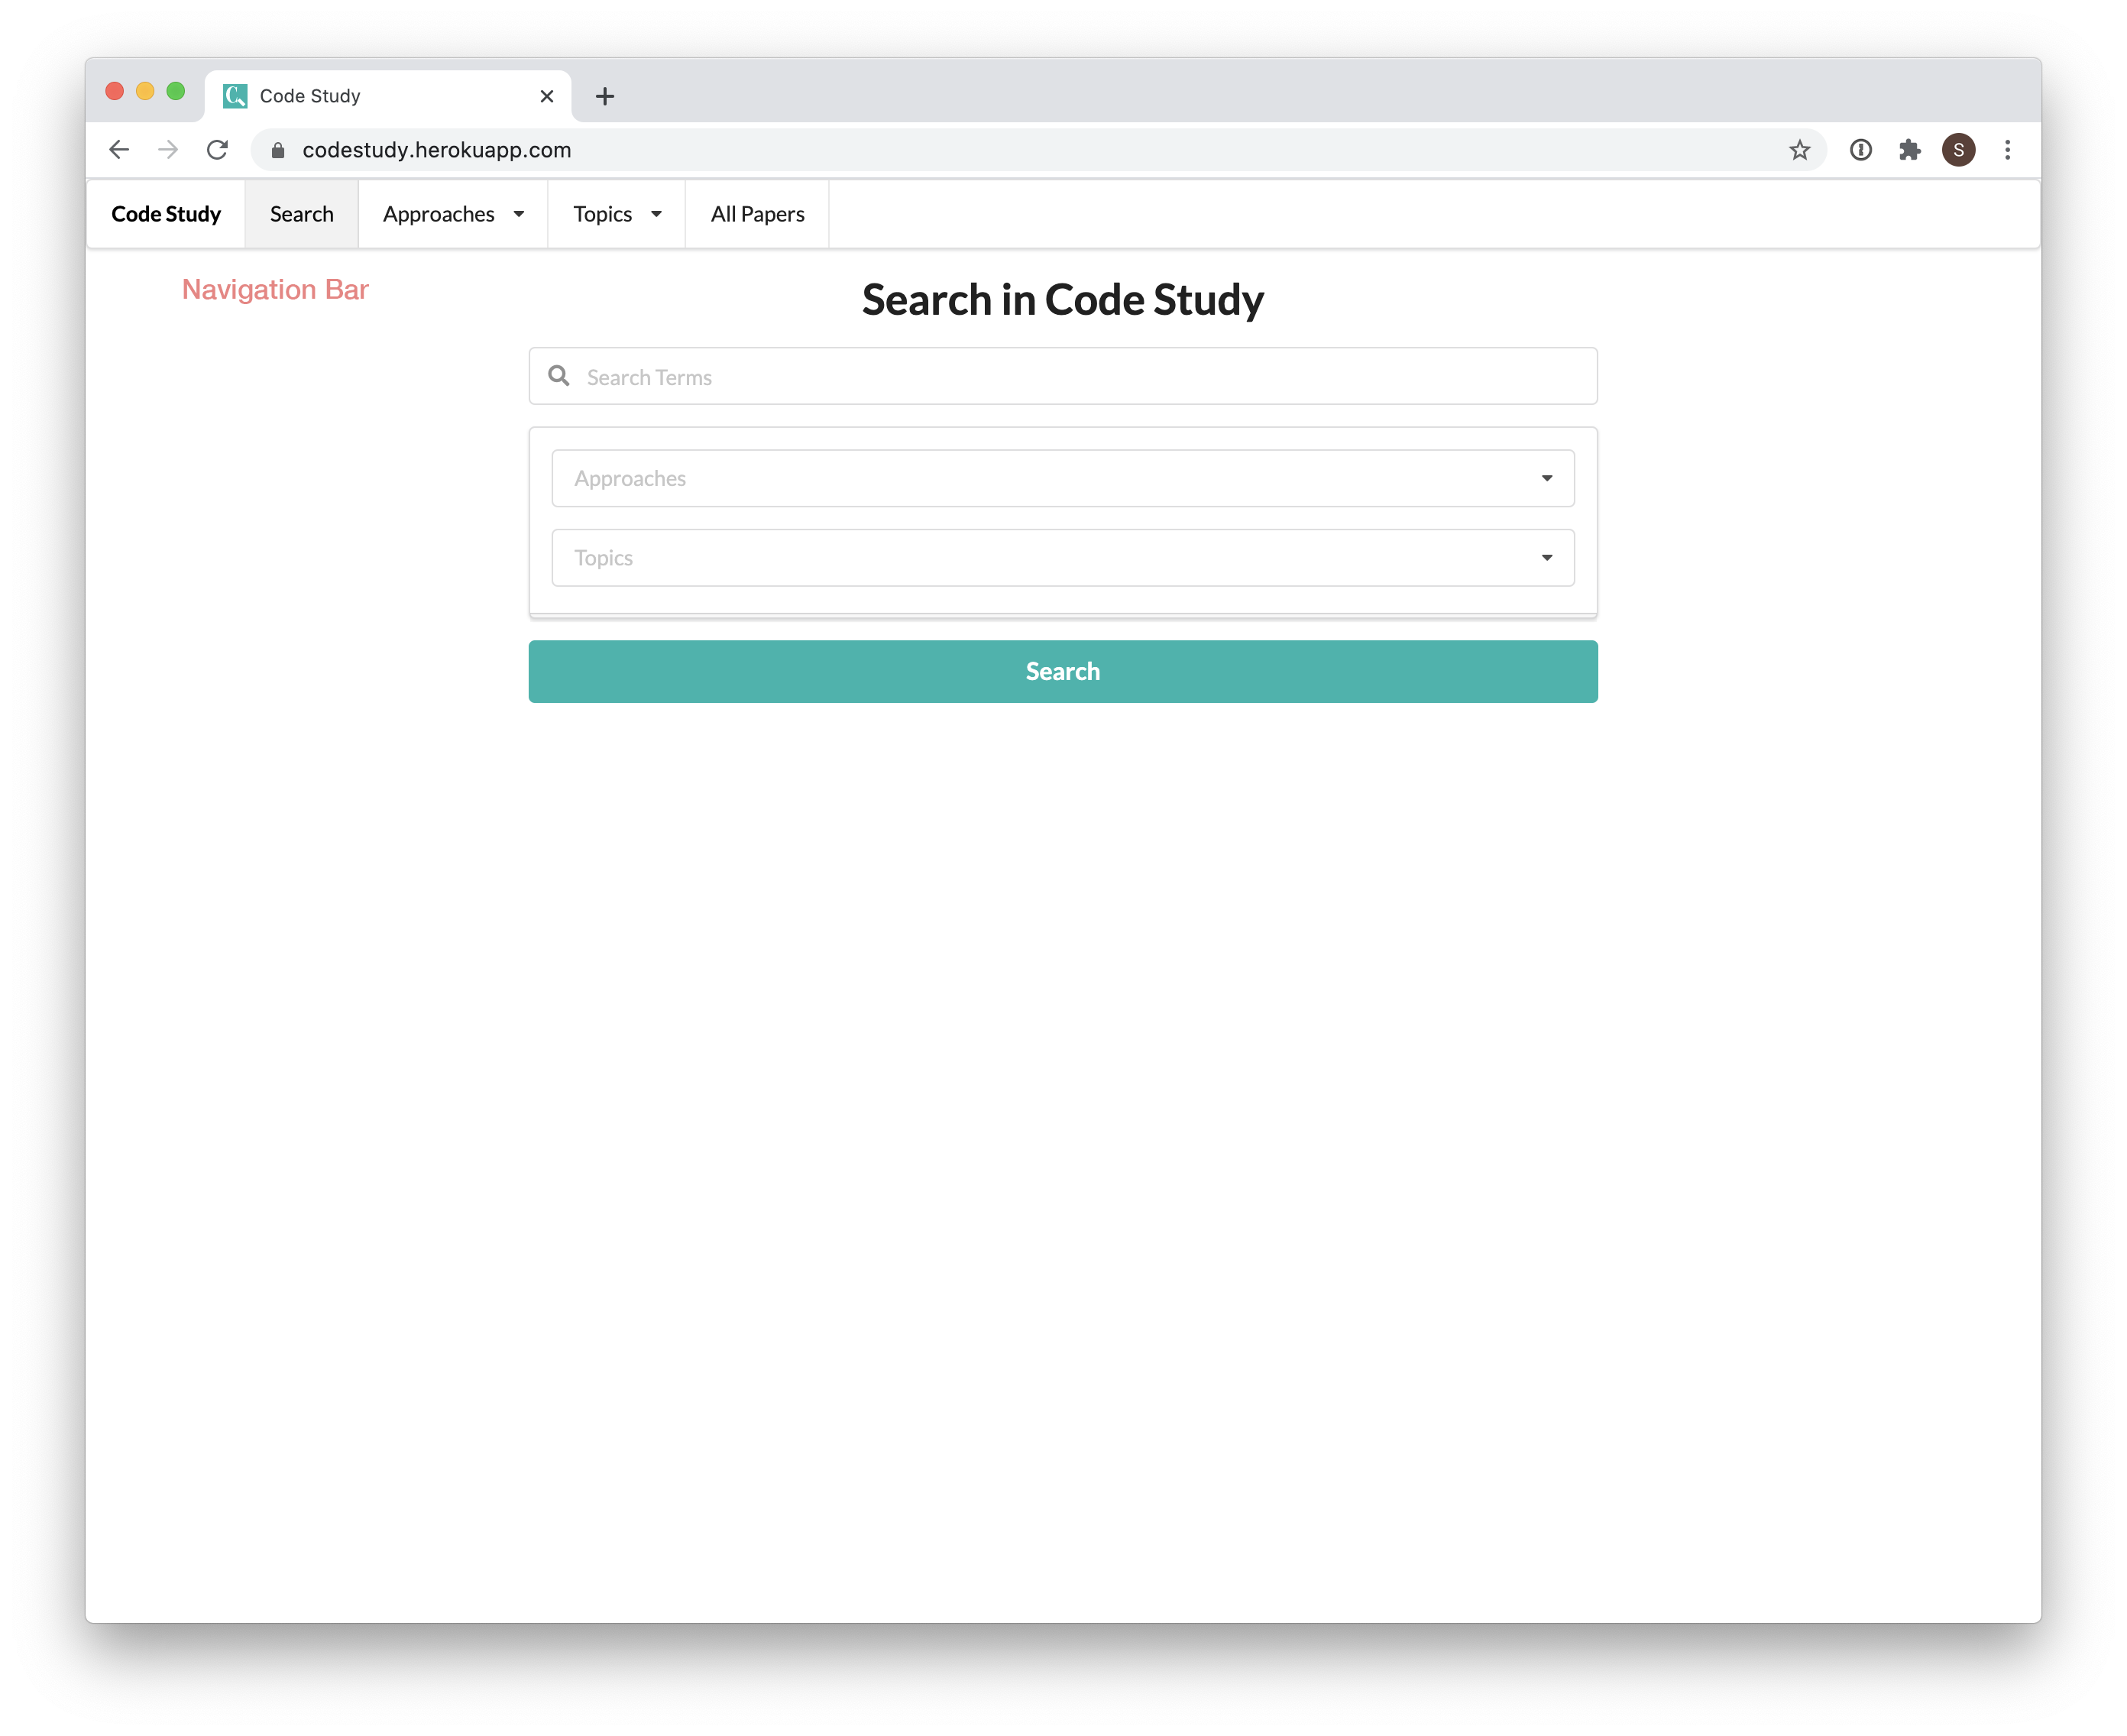 Code Study
codestudy.herokuapp.com
S
Code Study Search Approaches Topics All Papers
Navigation Bar
Search in Code Study
Search Terms
Approaches
Topics
Search